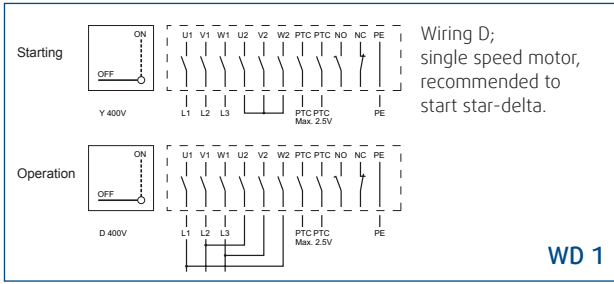 Starting
ON
OFF
Y 400V
U1 V1 W1 U2 V2 W2 PTC PTC NO NC PE
L1 L2 L3 PTC PTC PE
Max. 2.5V
Wiring D;
single speed motor,
recommended to
start star-delta.
Operation
ON
OFF
D 400V
U1 V1 W1 U2 V2 W2 PTC PTC NO NC PE
L1 L2 L3 PTC PTC PE
Max. 2.5V
WD 1